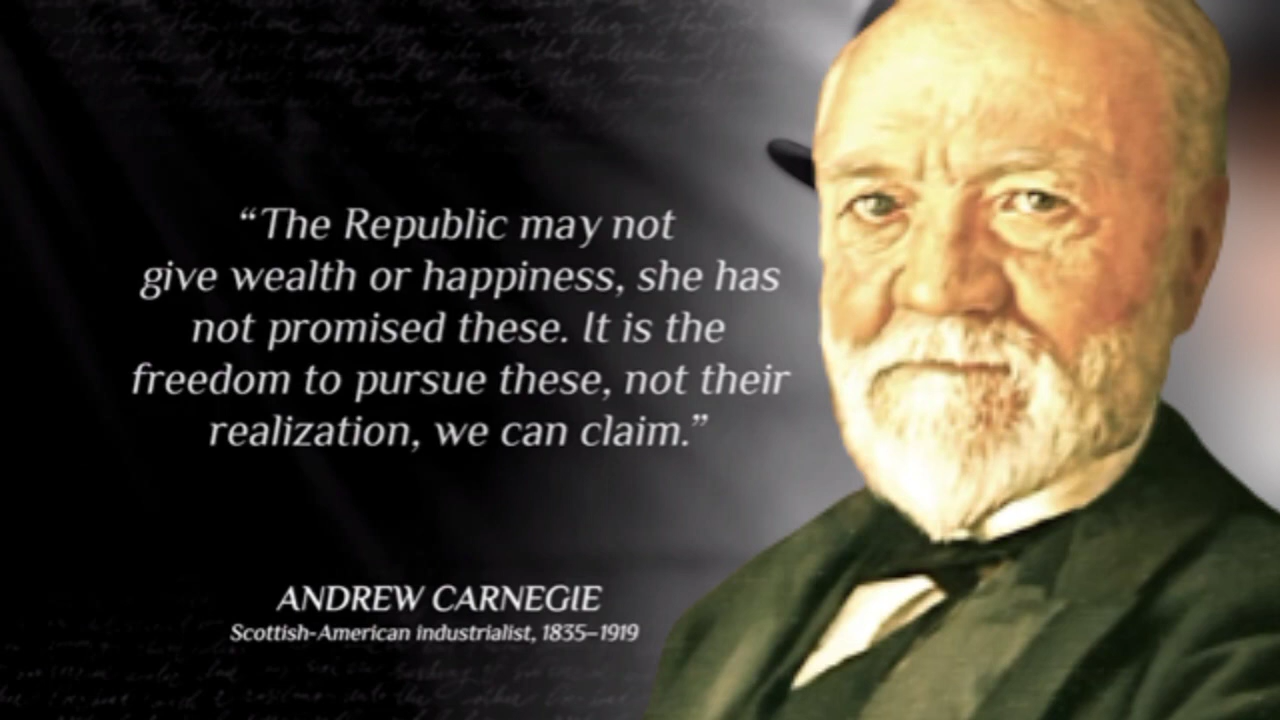 “The Republic may not
give wealth or happiness, she has
not promised these. It is the
freedom to pursue these, not their
realization, we can claim.”
ANDREW CARNEGIE
Scottish-American industrialist, 1835–1919